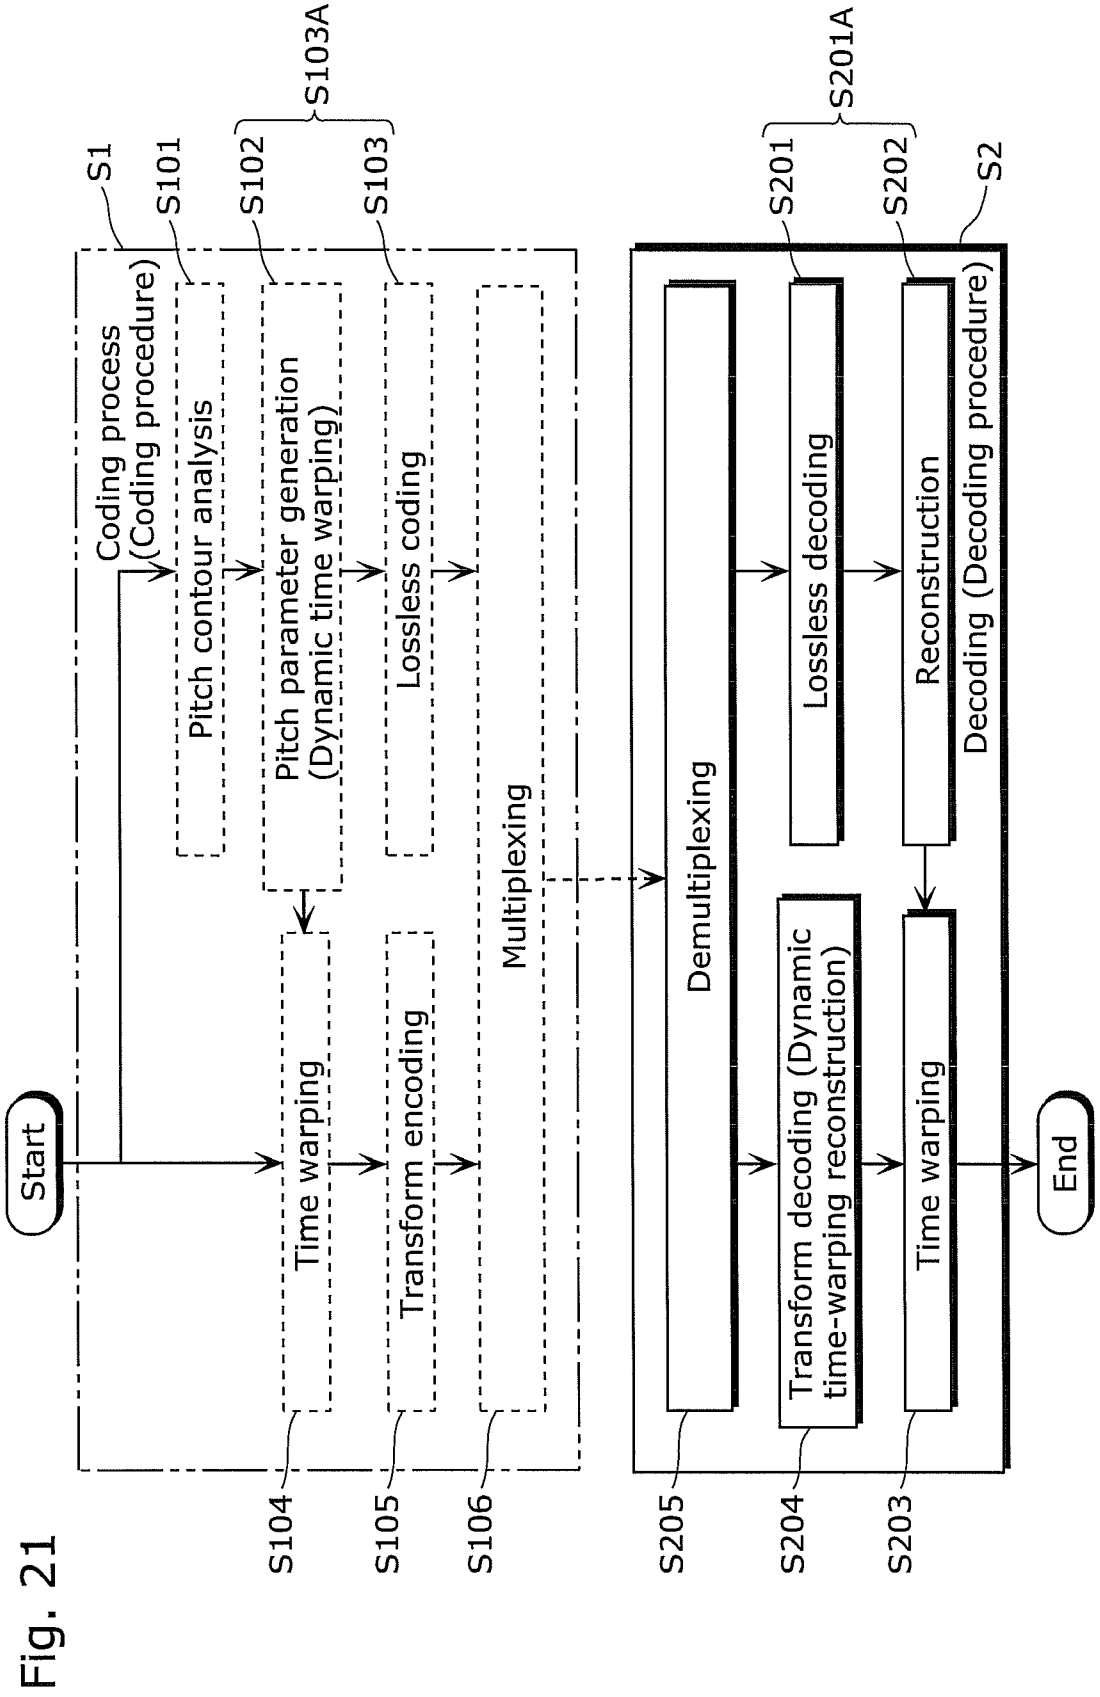 Fig. 21
Start
S1
Coding process
(Coding procedure)
S101
Pitch contour analysis
S102
Pitch parameter generation
(Dynamic time warping)
S103A
S104
Time warping
S103
Lossless coding
S105
Transform encoding
S106
Multiplexing
S205
Demultiplexing
S201
Lossless decoding
S201A
S204
Transform decoding (Dynamic
time-warping reconstruction)
S202
Reconstruction
S203
Time warping
Decoding (Decoding procedure)
S2
End